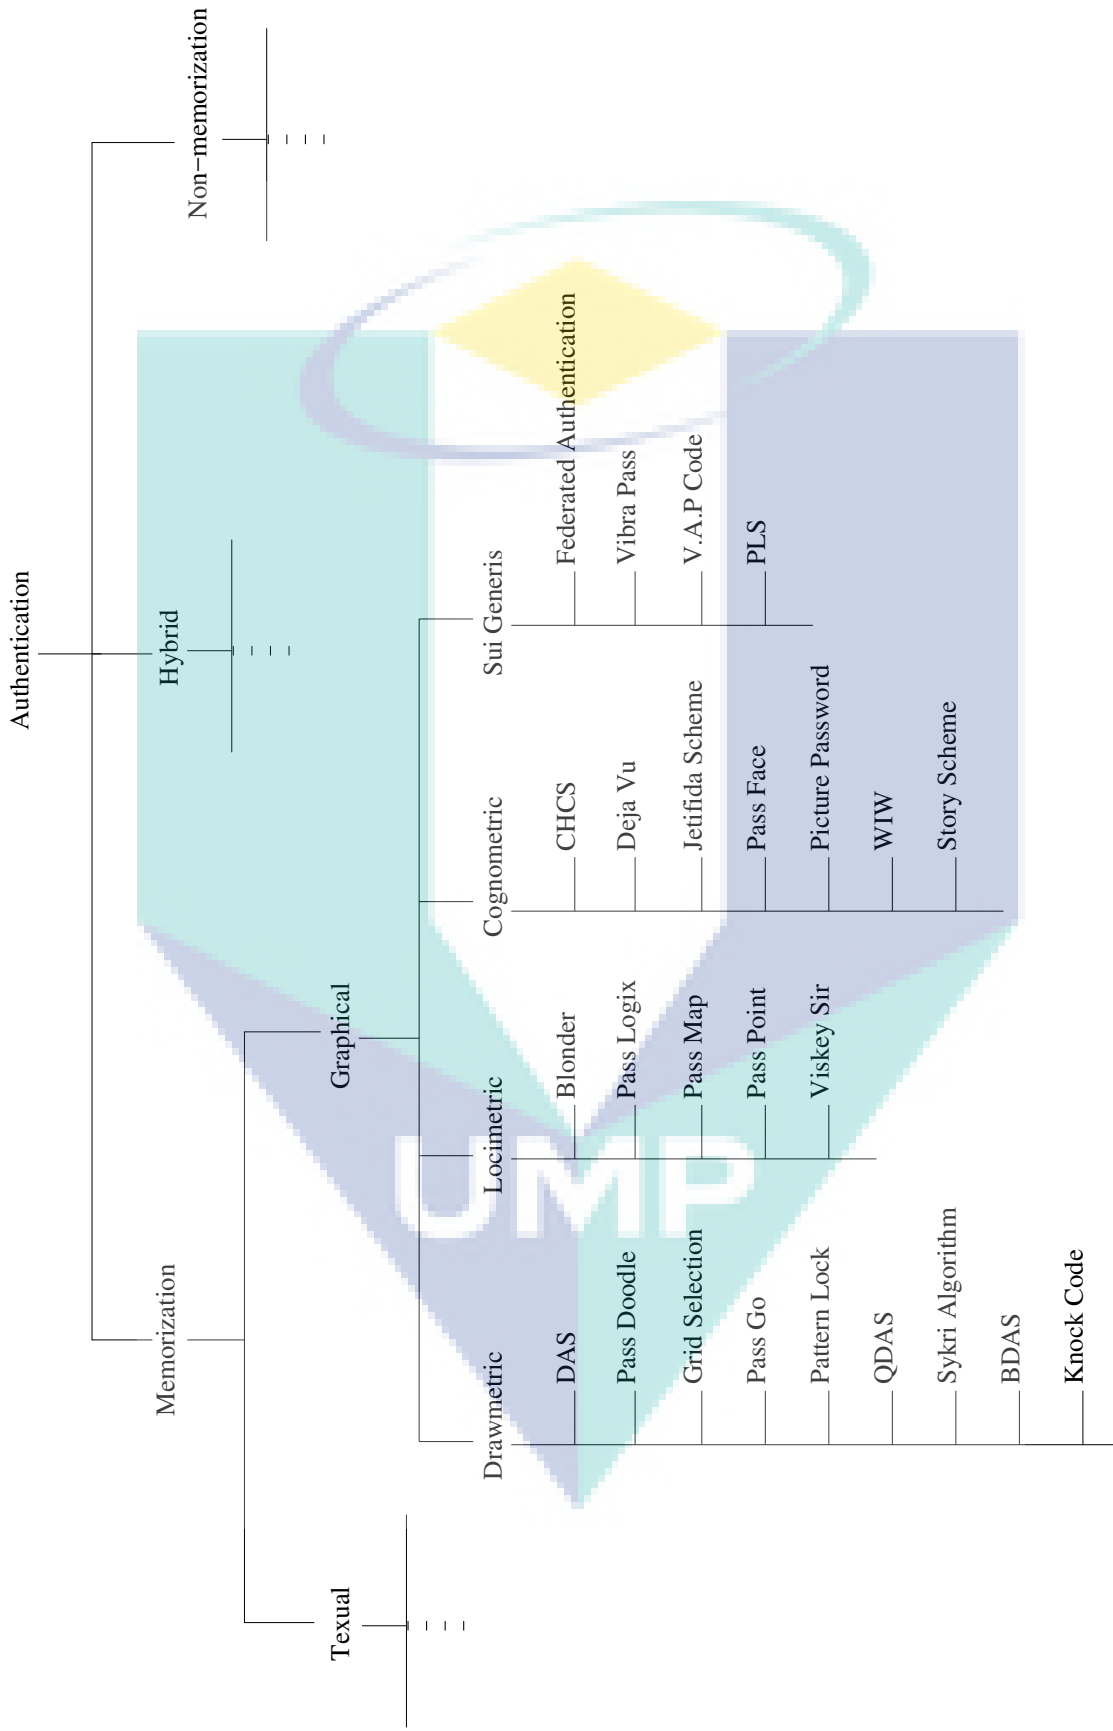 Authentication
Memorization
Hybrid
Non−memorization
Texual
Graphical
Drawmetric
Locimetric
Cognometric
Sui Generis
DAS
Pass Doodle
Grid Selection
Pass Go
Pattern Lock
QDAS
Sykri Algorithm
BDAS
Knock Code
Blonder
Pass Logix
Pass Map
Pass Point
Viskey Sir
CHCS
Deja Vu
Jetifida Scheme
Pass Face
Picture Password
WIW
Story Scheme
Federated Authentication
Vibra Pass
V.A.P Code
PLS
UMP